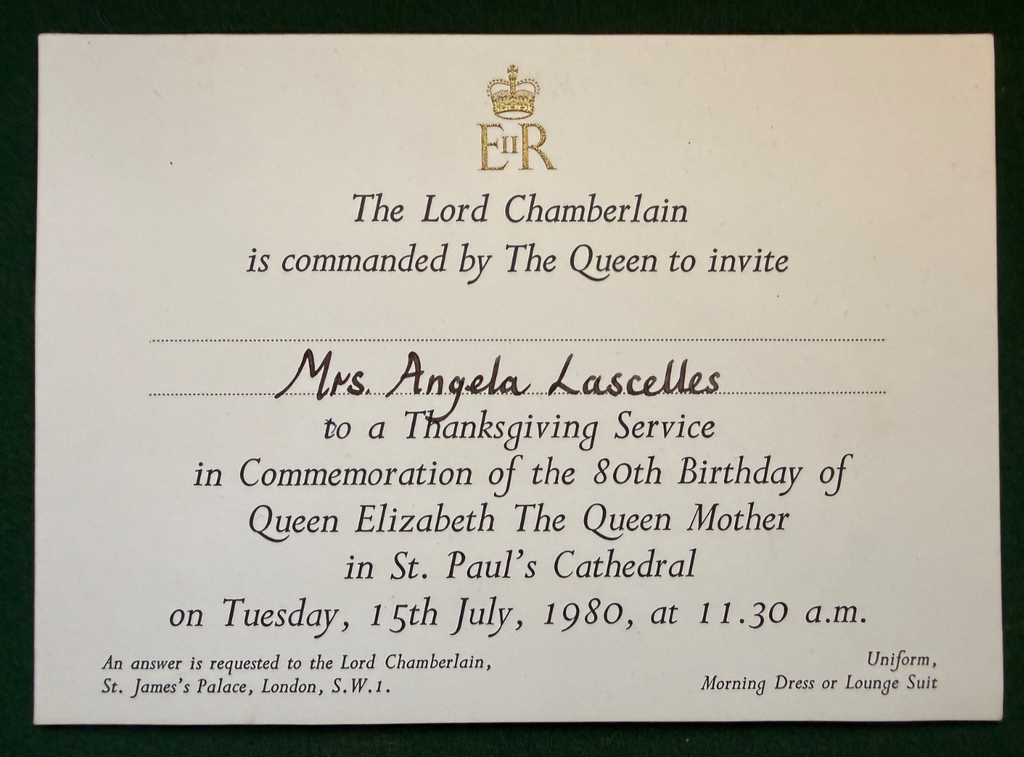 EIIR
The Lord Chamberlain
is commanded by The Queen to invite
Mrs. Angela Lascelles
to a Thanksgiving Service
in Commemoration of the 80th Birthday of
Queen Elizabeth The Queen Mother
in St. Paul's Cathedral
on Tuesday, 15th July, 1980, at 11.30 a.m.
An answer is requested to the Lord Chamberlain,
St. James's Palace, London, S.W.1.
Uniform,
Morning Dress or Lounge Suit